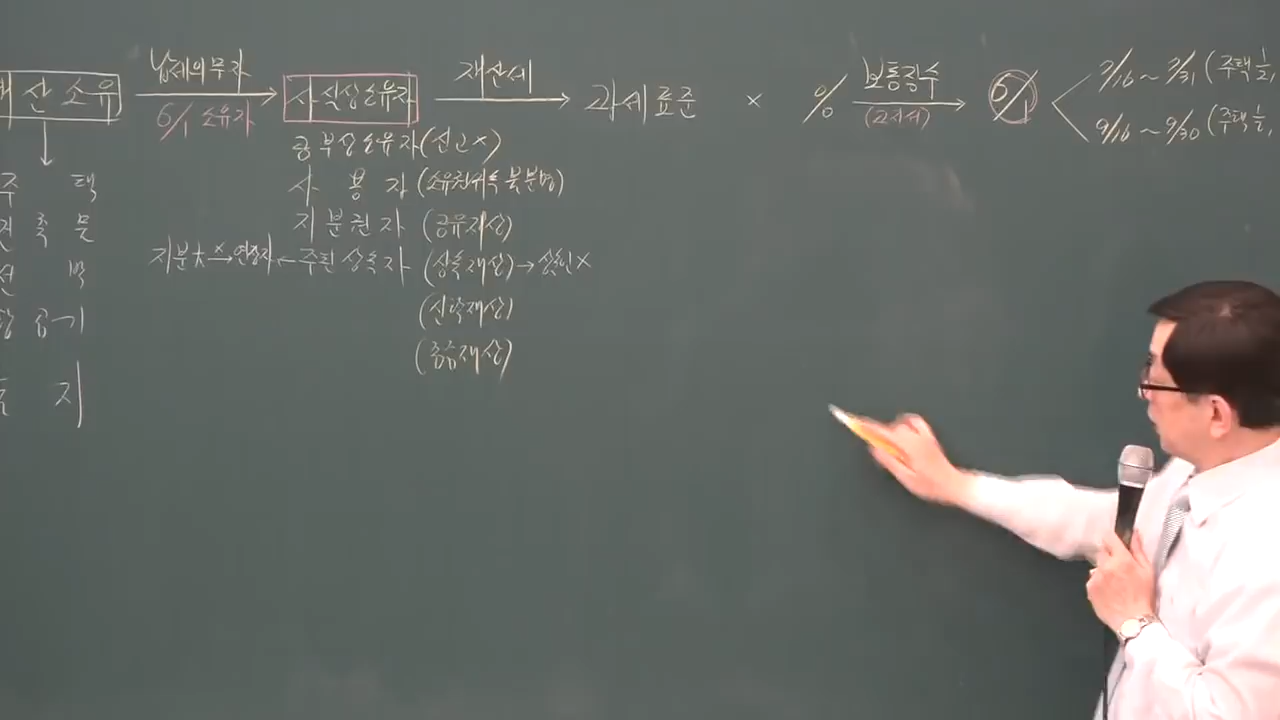 산 소유 납세의무자 6/1 소유자 사실상소유자 재산세 과세표준 × % 보통징수 (고지서) 6/1
7/16 ~ 7/31 (주택 1/2,
9/16 ~ 9/30 (주택 1/2,
공부상소유자 (신고×)
주 택 사 용 자 (소유권귀속 불분명)
축 물 지분권자 (공유재산)
지분大 × → 연장자 ← 주된 상속자 (상속재산) → 상속인×
선 박 (신탁재산)
공기 (종중재산)
토 지